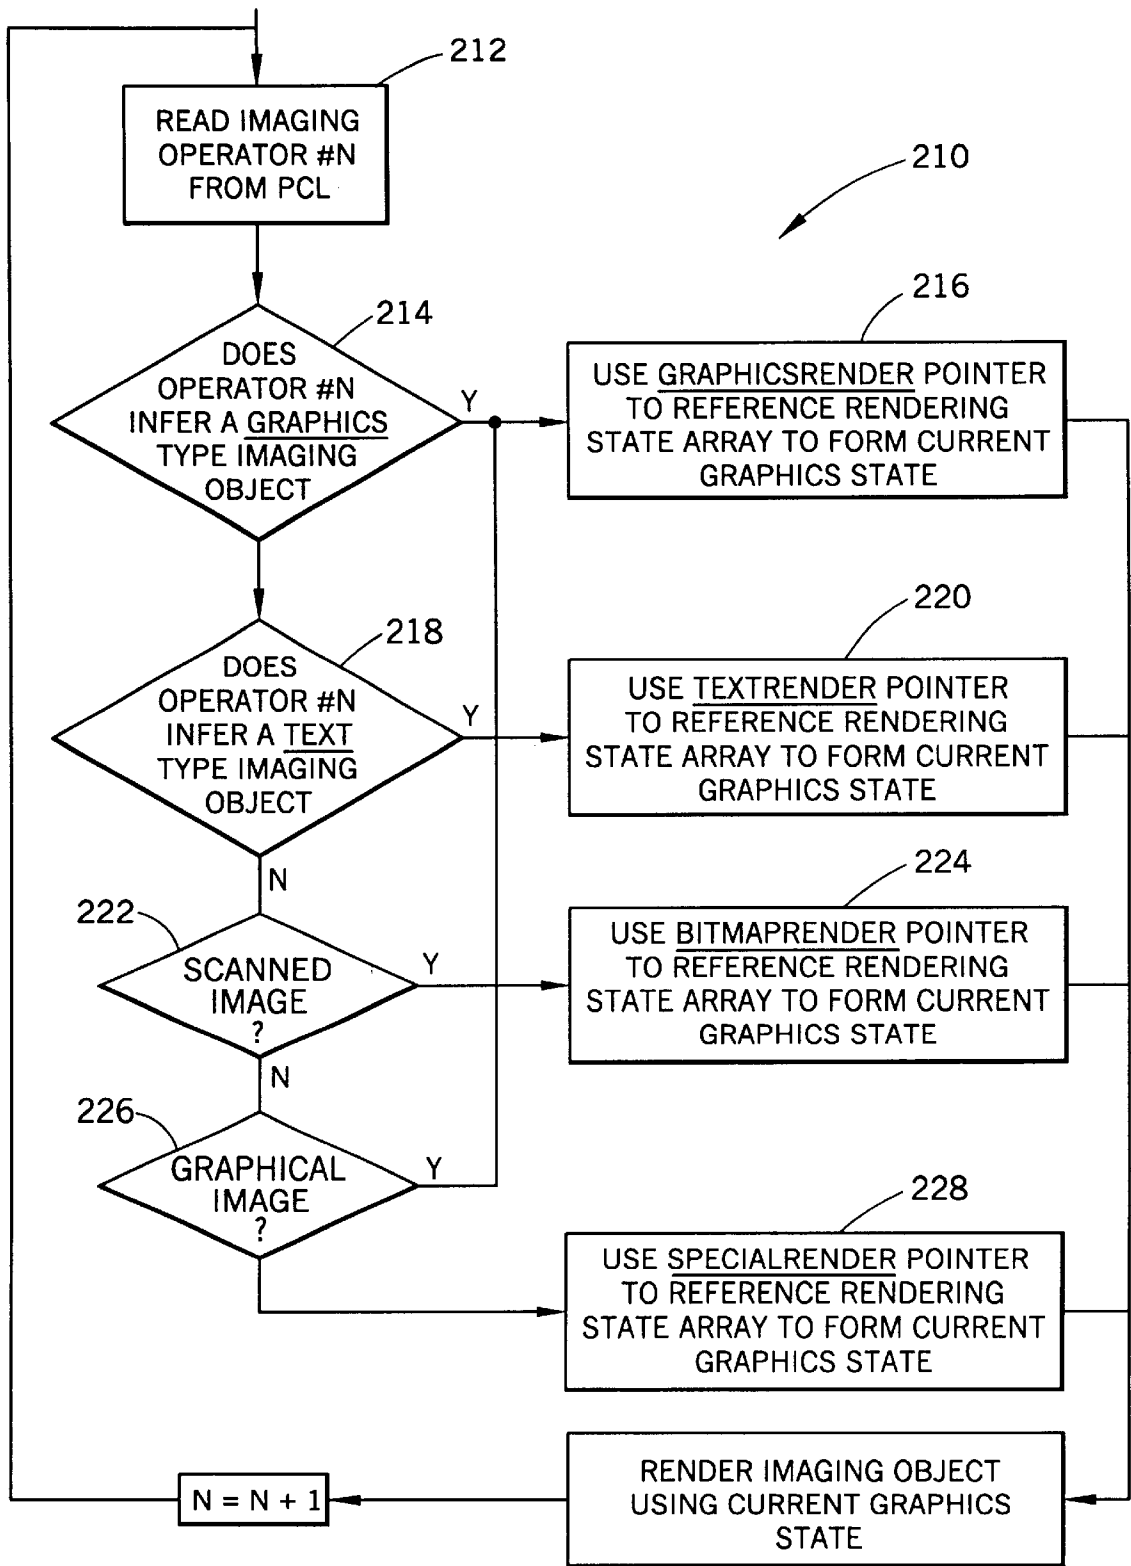 212
READ IMAGING
OPERATOR #N
FROM PCL
210
214
DOES
OPERATOR #N
INFER A GRAPHICS
TYPE IMAGING
OBJECT
Y
216
USE GRAPHICSRENDER POINTER
TO REFERENCE RENDERING
STATE ARRAY TO FORM CURRENT
GRAPHICS STATE
218
DOES
OPERATOR #N
INFER A TEXT
TYPE IMAGING
OBJECT
Y
N
220
USE TEXTRENDER POINTER
TO REFERENCE RENDERING
STATE ARRAY TO FORM CURRENT
GRAPHICS STATE
222
SCANNED
IMAGE
?
Y
N
224
USE BITMAPRENDER POINTER
TO REFERENCE RENDERING
STATE ARRAY TO FORM CURRENT
GRAPHICS STATE
226
GRAPHICAL
IMAGE
?
Y
228
USE SPECIALRENDER POINTER
TO REFERENCE RENDERING
STATE ARRAY TO FORM CURRENT
GRAPHICS STATE
RENDER IMAGING OBJECT
USING CURRENT GRAPHICS
STATE
N = N + 1